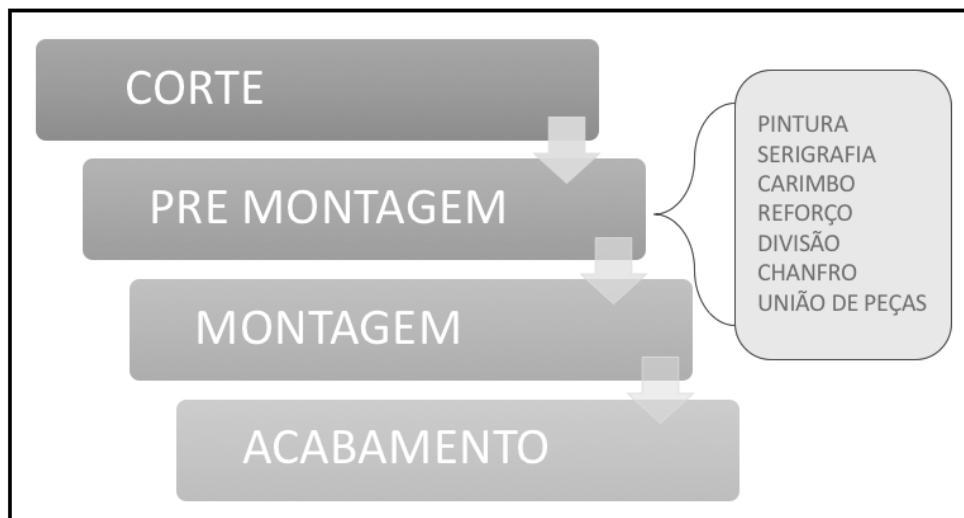 CORTE
PRE MONTAGEM
MONTAGEM
ACABAMENTO
PINTURA
SERIGRAFIA
CARIMBO
REFORÇO
DIVISÃO
CHANFRO
UNIÃO DE PEÇAS